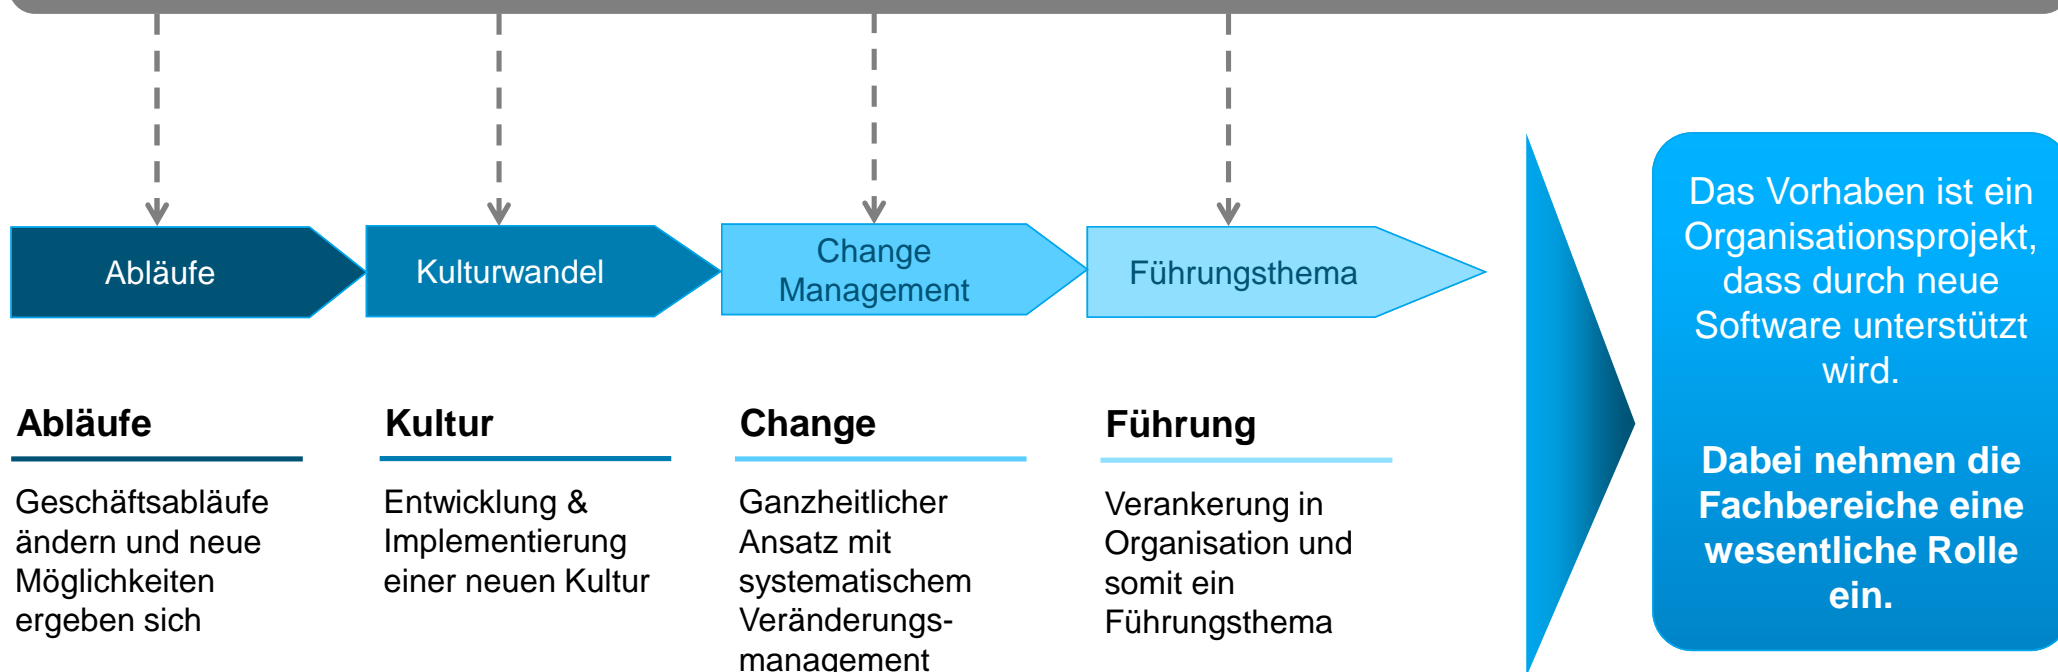 Abläufe
Kulturwandel
Change
Management
Führungsthema
Abläufe
Geschäftsabläufe
ändern und neue
Möglichkeiten
ergeben sich
Kultur
Entwicklung &
Implementierung
einer neuen Kultur
Change
Ganzheitlicher
Ansatz mit
systematischem
Veränderungs-
management
Führung
Verankerung in
Organisation und
somit ein
Führungsthema
Das Vorhaben ist ein
Organisationsprojekt,
dass durch neue
Software unterstützt
wird.
Dabei nehmen die
Fachbereiche eine
wesentliche Rolle
ein.